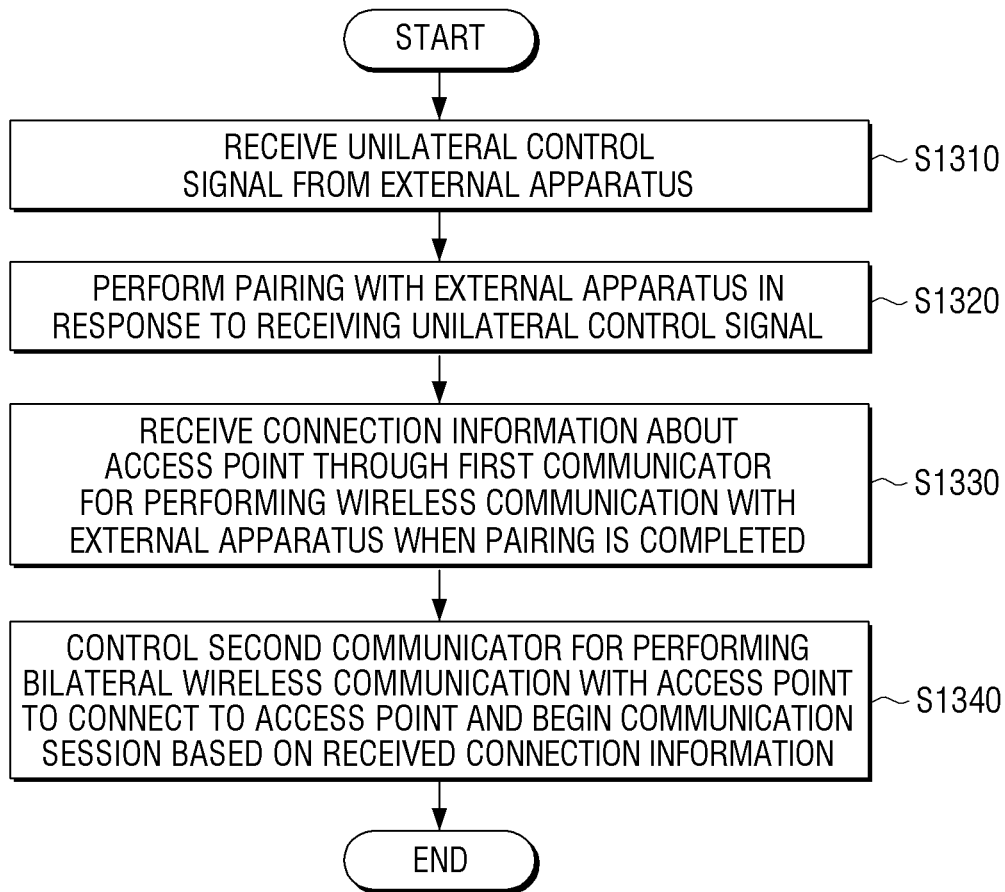 START
RECEIVE UNILATERAL CONTROL
SIGNAL FROM EXTERNAL APPARATUS
S1310
PERFORM PAIRING WITH EXTERNAL APPARATUS IN
RESPONSE TO RECEIVING UNILATERAL CONTROL SIGNAL
S1320
RECEIVE CONNECTION INFORMATION ABOUT
ACCESS POINT THROUGH FIRST COMMUNICATOR
FOR PERFORMING WIRELESS COMMUNICATION WITH
EXTERNAL APPARATUS WHEN PAIRING IS COMPLETED
S1330
CONTROL SECOND COMMUNICATOR FOR PERFORMING
BILATERAL WIRELESS COMMUNICATION WITH ACCESS POINT
TO CONNECT TO ACCESS POINT AND BEGIN COMMUNICATION
SESSION BASED ON RECEIVED CONNECTION INFORMATION
S1340
END